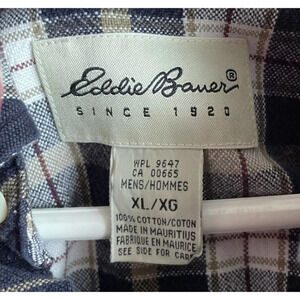 Eddie Bauer®
SINCE 1920
WPL 9647
CA 00665
MENS/HOMMES
XL/XG
100% COTTON/COTON
MADE IN MAURITIUS
FABRIQUE EN MAURICE
SEE SIDE FOR CARE